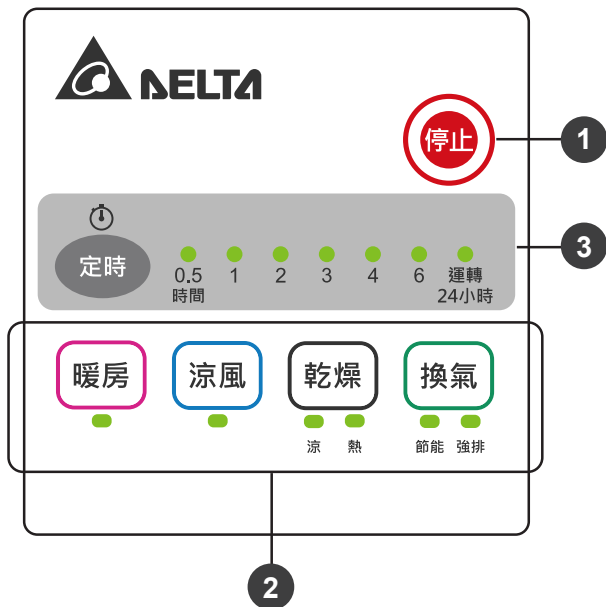 DELTA
停止
1
定時
0.5 1 2 3 4 6 運轉
時間 24小時
3
暖房 涼風 乾燥 換氣
涼 熱 節能 強排
2